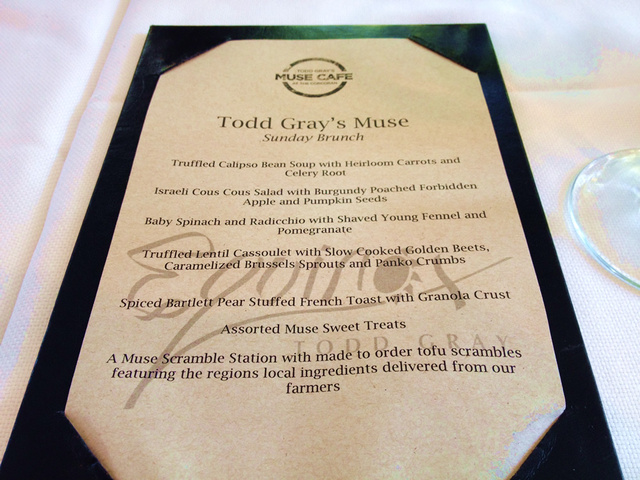 TODD GRAY'S
MUSE CAFE
AT THE CORCORAN
Todd Gray's Muse
Sunday Brunch
Truffled Calipso Bean Soup with Heirloom Carrots and
Celery Root
Israeli Cous Cous Salad with Burgundy Poached Forbidden
Apple and Pumpkin Seeds
Baby Spinach and Radicchio with Shaved Young Fennel and
Pomegranate
Truffled Lentil Cassoulet with Slow Cooked Golden Beets,
Caramelized Brussels Sprouts and Panko Crumbs
Equinox
Spiced Bartlett Pear Stuffed French Toast with Granola Crust
Assorted Muse Sweet Treats
TODD GRAY
A Muse Scramble Station with made to order tofu scrambles
featuring the regions local ingredients delivered from our
farmers